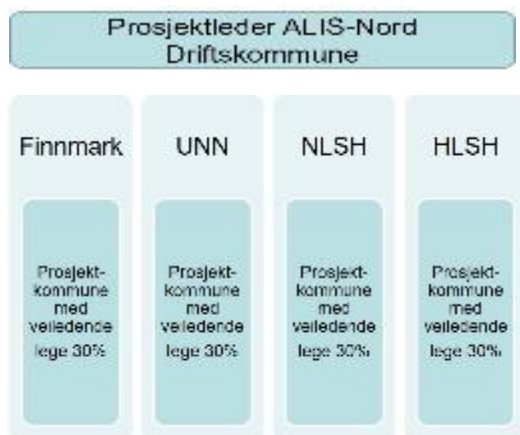 Prosjektleder ALIS-Nord
Driftskommune
Finnmark
Prosjekt-
kommune
med
veiledende
lege 30%
UNN
Prosjekt-
kommune
med
veiledende
lege 30%
NLSH
Prosjekt-
kommune
med
veiledende
lege 30%
HLSH
Prosjekt-
kommune
med
veiledende
lege 30%